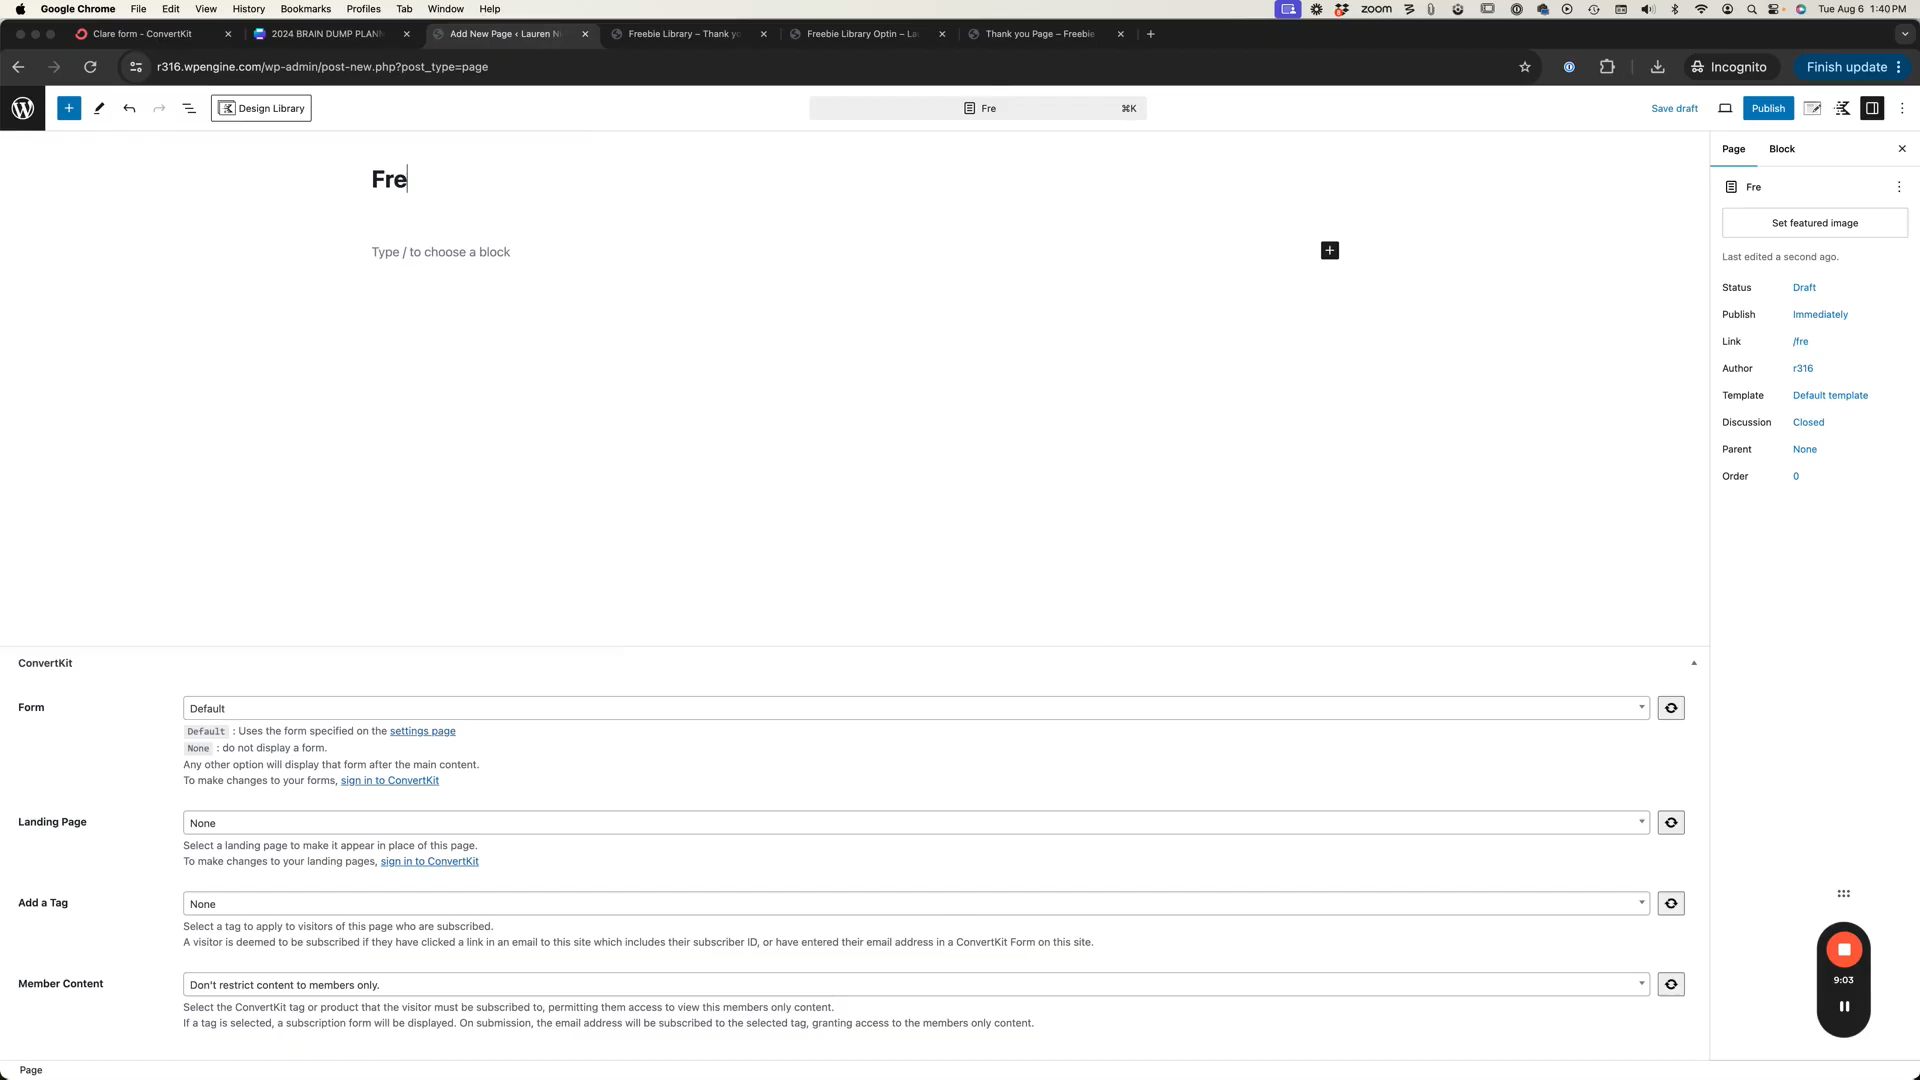 Google Chrome File Edit View History Bookmarks Profiles Tab Window Help
zoom
Tue Aug 6 1:40 PM
Clare form - ConvertKit
2024 BRAIN DUMP PLAN
Add New Page ‹ Lauren Ni
Freebie Library – Thank yo
Freebie Library Optin – La
Thank you Page – Freebie
r316.wpengine.com/wp-admin/post-new.php?post_type=page
Incognito
Finish update
Design Library
Fre
⌘K
Save draft
Publish
Fre
Type / to choose a block
Page
Block
Fre
Set featured image
Last edited a second ago.
Status Draft
Publish Immediately
Link /fre
Author r316
Template Default template
Discussion Closed
Parent None
Order 0
ConvertKit
Form
Default
Default : Uses the form specified on the settings page
None : do not display a form.
Any other option will display that form after the main content.
To make changes to your forms, sign in to ConvertKit
Landing Page
None
Select a landing page to make it appear in place of this page.
To make changes to your landing pages, sign in to ConvertKit
Add a Tag
None
Select a tag to apply to visitors of this page who are subscribed.
A visitor is deemed to be subscribed if they have clicked a link in an email to this site which includes their subscriber ID, or have entered their email address in a ConvertKit Form on this site.
Member Content
Don't restrict content to members only.
Select the ConvertKit tag or product that the visitor must be subscribed to, permitting them access to view this members only content.
If a tag is selected, a subscription form will be displayed. On submission, the email address will be subscribed to the selected tag, granting access to the members only content.
9:03
Page